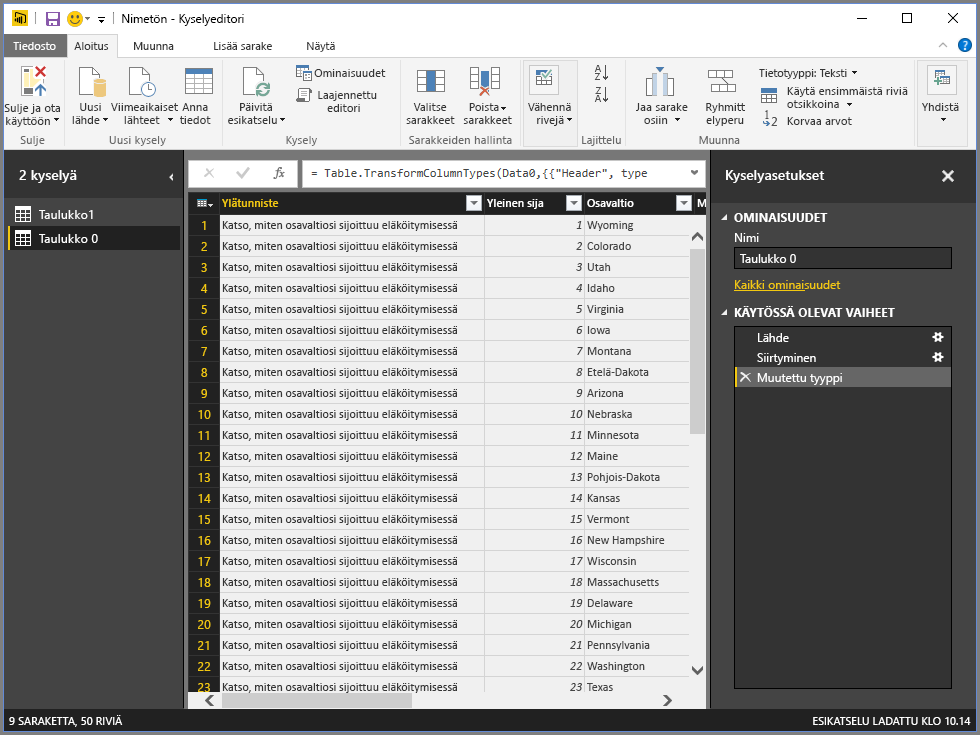 Nimetön - Kyselyeditori
Tiedosto Aloitus Muunna Lisää sarake Näytä
Sulje ja ota käyttöön
Sulje
Uusi lähde
Viimeaikaiset lähteet
Anna tiedot
Uusi kysely
Päivitä esikatselu
Ominaisuudet
Laajennettu editori
Kysely
Valitse sarakkeet
Poista sarakkeet
Sarakkeiden hallinta
Vähennä rivejä
Lajittelu
Jaa sarake osiin
Ryhmitt elyperu
Tietotyyppi: Teksti
Käytä ensimmäistä riviä otsikkoina
Korvaa arvot
Muunna
Yhdistä
2 kyselyä
Taulukko1
Taulukko 0
fx = Table.TransformColumnTypes(Data0,{{"Header", type
Ylätunniste Yleinen sija Osavaltio M
1 Katso, miten osavaltiosi sijoittuu eläköitymisessä 1 Wyoming
2 Katso, miten osavaltiosi sijoittuu eläköitymisessä 2 Colorado
3 Katso, miten osavaltiosi sijoittuu eläköitymisessä 3 Utah
4 Katso, miten osavaltiosi sijoittuu eläköitymisessä 4 Idaho
5 Katso, miten osavaltiosi sijoittuu eläköitymisessä 5 Virginia
6 Katso, miten osavaltiosi sijoittuu eläköitymisessä 6 Iowa
7 Katso, miten osavaltiosi sijoittuu eläköitymisessä 7 Montana
8 Katso, miten osavaltiosi sijoittuu eläköitymisessä 8 Etelä-Dakota
9 Katso, miten osavaltiosi sijoittuu eläköitymisessä 9 Arizona
10 Katso, miten osavaltiosi sijoittuu eläköitymisessä 10 Nebraska
11 Katso, miten osavaltiosi sijoittuu eläköitymisessä 11 Minnesota
12 Katso, miten osavaltiosi sijoittuu eläköitymisessä 12 Maine
13 Katso, miten osavaltiosi sijoittuu eläköitymisessä 13 Pohjois-Dakota
14 Katso, miten osavaltiosi sijoittuu eläköitymisessä 14 Kansas
15 Katso, miten osavaltiosi sijoittuu eläköitymisessä 15 Vermont
16 Katso, miten osavaltiosi sijoittuu eläköitymisessä 16 New Hampshire
17 Katso, miten osavaltiosi sijoittuu eläköitymisessä 17 Wisconsin
18 Katso, miten osavaltiosi sijoittuu eläköitymisessä 18 Massachusetts
19 Katso, miten osavaltiosi sijoittuu eläköitymisessä 19 Delaware
20 Katso, miten osavaltiosi sijoittuu eläköitymisessä 20 Michigan
21 Katso, miten osavaltiosi sijoittuu eläköitymisessä 21 Pennsylvania
22 Katso, miten osavaltiosi sijoittuu eläköitymisessä 22 Washington
23 Katso, miten osavaltiosi sijoittuu eläköitymisessä 23 Texas
Kyselyasetukset
OMINAISUUDET
Nimi
Taulukko 0
Kaikki ominaisuudet
KÄYTÖSSÄ OLEVAT VAIHEET
Lähde
Siirtyminen
Muutettu tyyppi
9 SARAKETTA, 50 RIVIÄ
ESIKATSELU LADATTU KLO 10.14